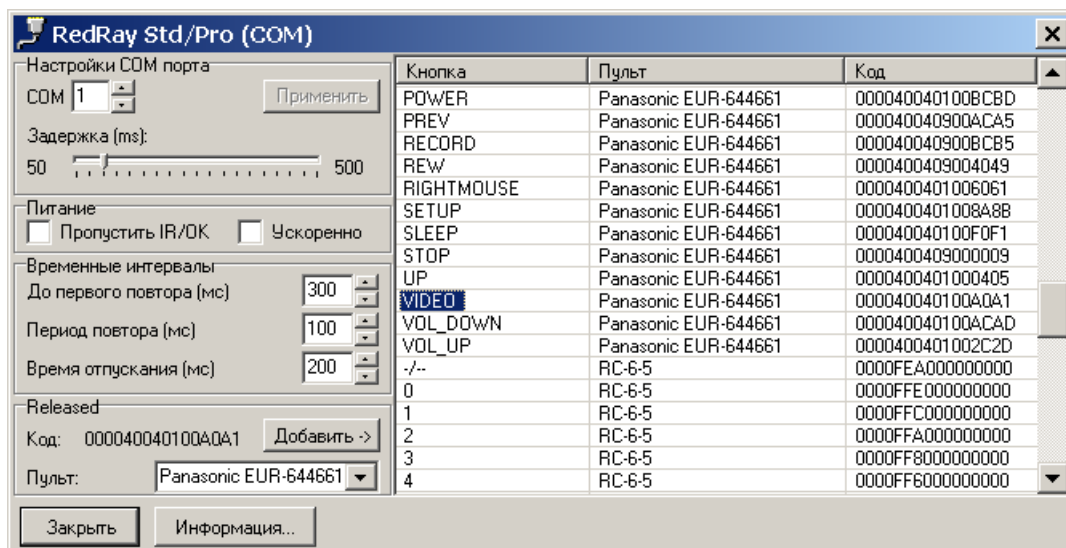 RedRay Std/Pro (COM)
Настройки COM порта
COM 1 Применить
Задержка (ms):
50 500
Питание
Пропустить IR/OK Ускоренно
Временные интервалы
До первого повтора (мс) 300
Период повтора (мс) 100
Время отпускания (мс) 200
Released
Код: 000040040100A0A1 Добавить ->
Пульт: Panasonic EUR-644661
Кнопка Пульт Код
POWER Panasonic EUR-644661 000040040100BCBD
PREV Panasonic EUR-644661 000040040900ACA5
RECORD Panasonic EUR-644661 000040040900BCB5
REW Panasonic EUR-644661 0000400409004049
RIGHTMOUSE Panasonic EUR-644661 0000400401006061
SETUP Panasonic EUR-644661 0000400401008A8B
SLEEP Panasonic EUR-644661 000040040100F0F1
STOP Panasonic EUR-644661 0000400409000009
UP Panasonic EUR-644661 0000400401000405
VIDEO Panasonic EUR-644661 000040040100A0A1
VOL_DOWN Panasonic EUR-644661 000040040100ACAD
VOL_UP Panasonic EUR-644661 0000400401002C2D
-/-- RC-6-5 0000FEA000000000
0 RC-6-5 0000FFE000000000
1 RC-6-5 0000FFC000000000
2 RC-6-5 0000FFA000000000
3 RC-6-5 0000FF8000000000
4 RC-6-5 0000FF6000000000
Закрыть Информация...